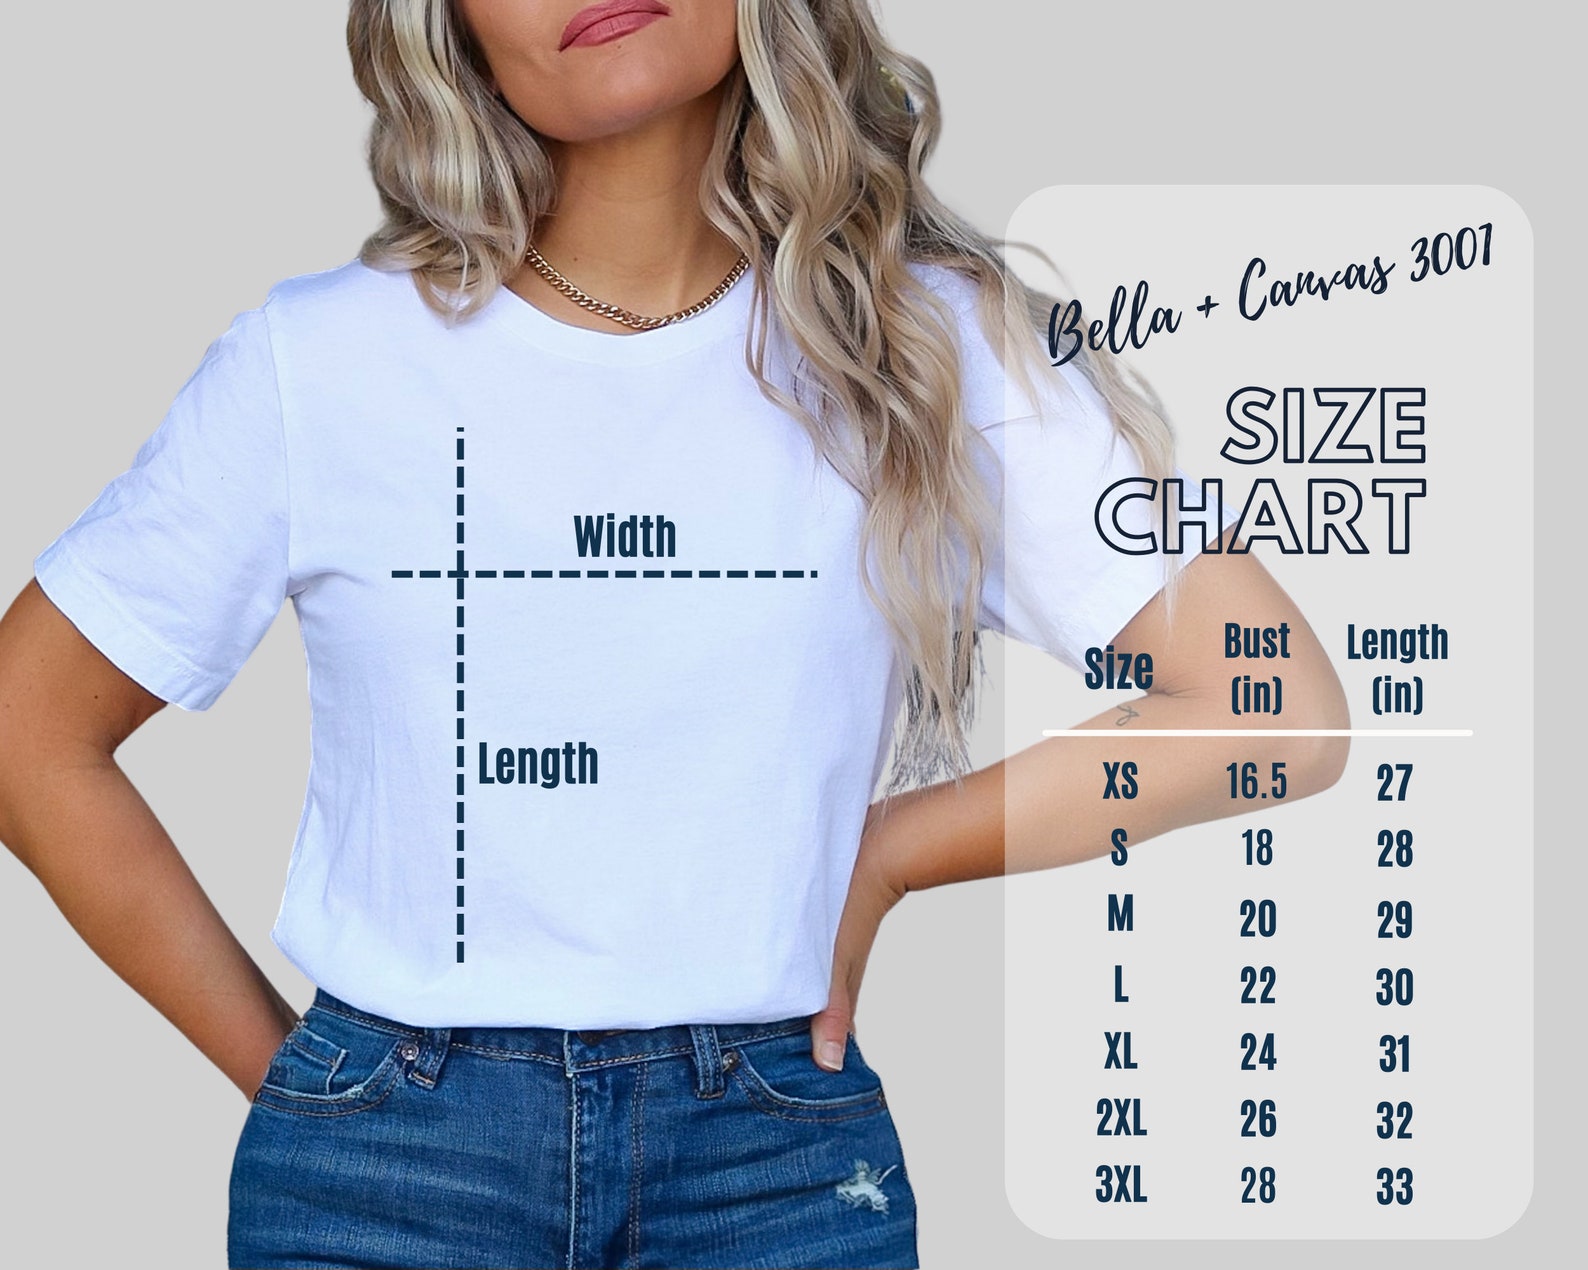 Bella + Canvas 3001
SIZE
CHART
Width
Length
Size Bust (in) Length (in)
XS 16.5 27
S 18 28
M 20 29
L 22 30
XL 24 31
2XL 26 32
3XL 28 33